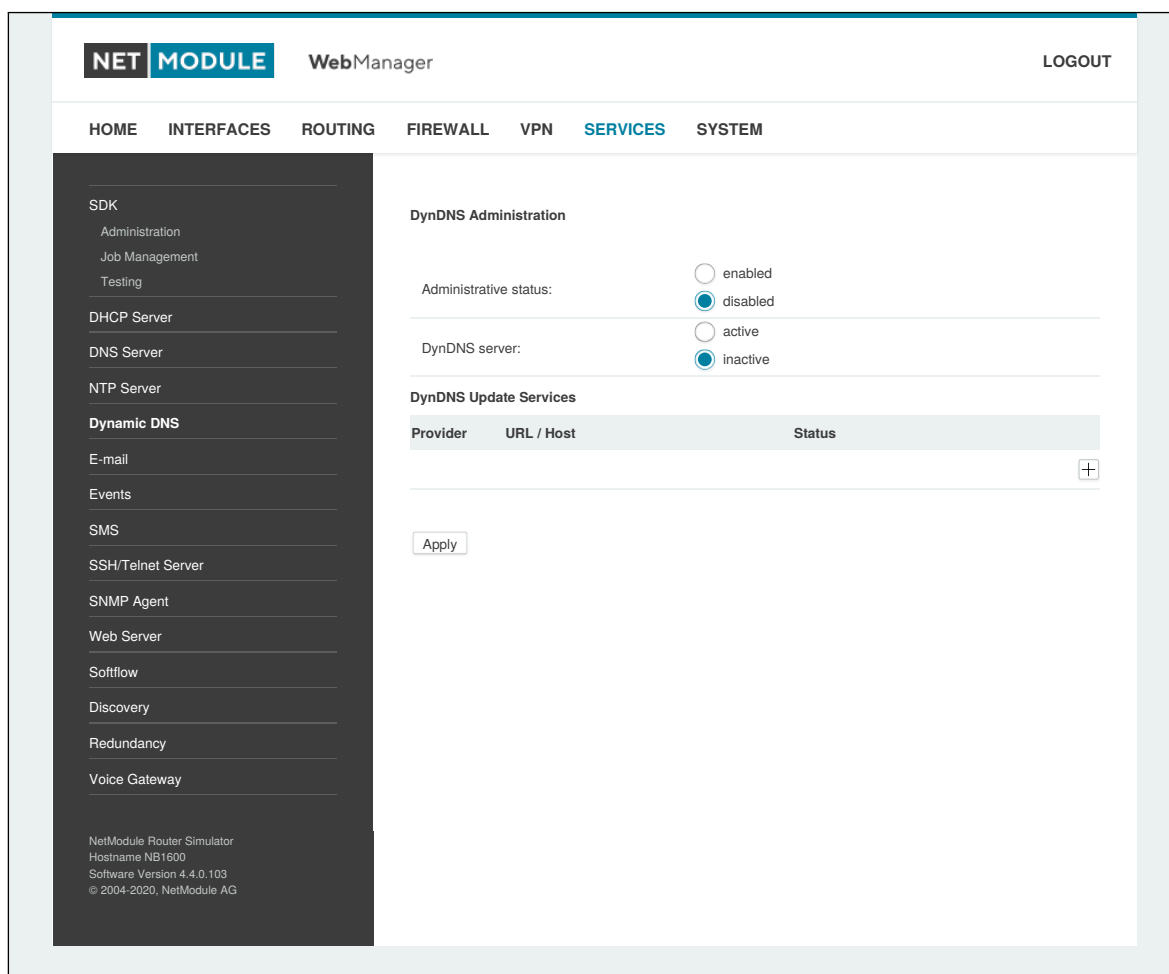 NET MODULE WebManager LOGOUT
HOME INTERFACES ROUTING FIREWALL VPN SERVICES SYSTEM
SDK
Administration
Job Management
Testing
DHCP Server
DNS Server
NTP Server
Dynamic DNS
E-mail
Events
SMS
SSH/Telnet Server
SNMP Agent
Web Server
Softflow
Discovery
Redundancy
Voice Gateway
NetModule Router Simulator
Hostname NB1600
Software Version 4.4.0.103
© 2004-2020, NetModule AG
DynDNS Administration
Administrative status:
enabled
disabled
DynDNS server:
active
inactive
DynDNS Update Services
Provider URL / Host Status
Apply